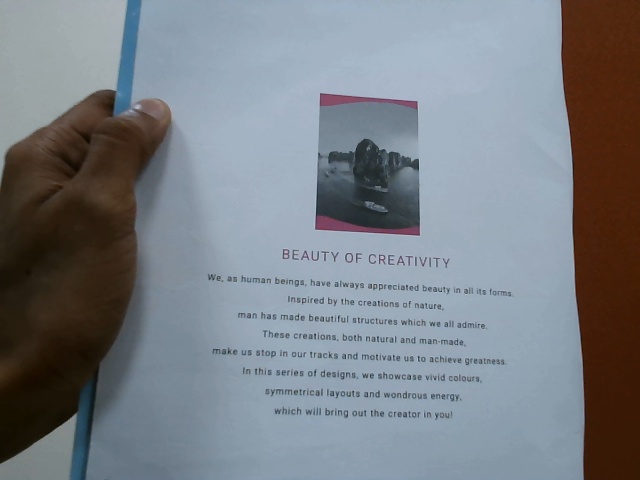 BEAUTY OF CREATIVITY
We, as human beings, have always appreciated beauty in all its forms.
Inspired by the creations of nature,
man has made beautiful structures which we all admire.
These creations, both natural and man-made,
make us stop in our tracks and motivate us to achieve greatness.
In this series of designs, we showcase vivid colours,
symmetrical layouts and wondrous energy,
which will bring out the creator in you!